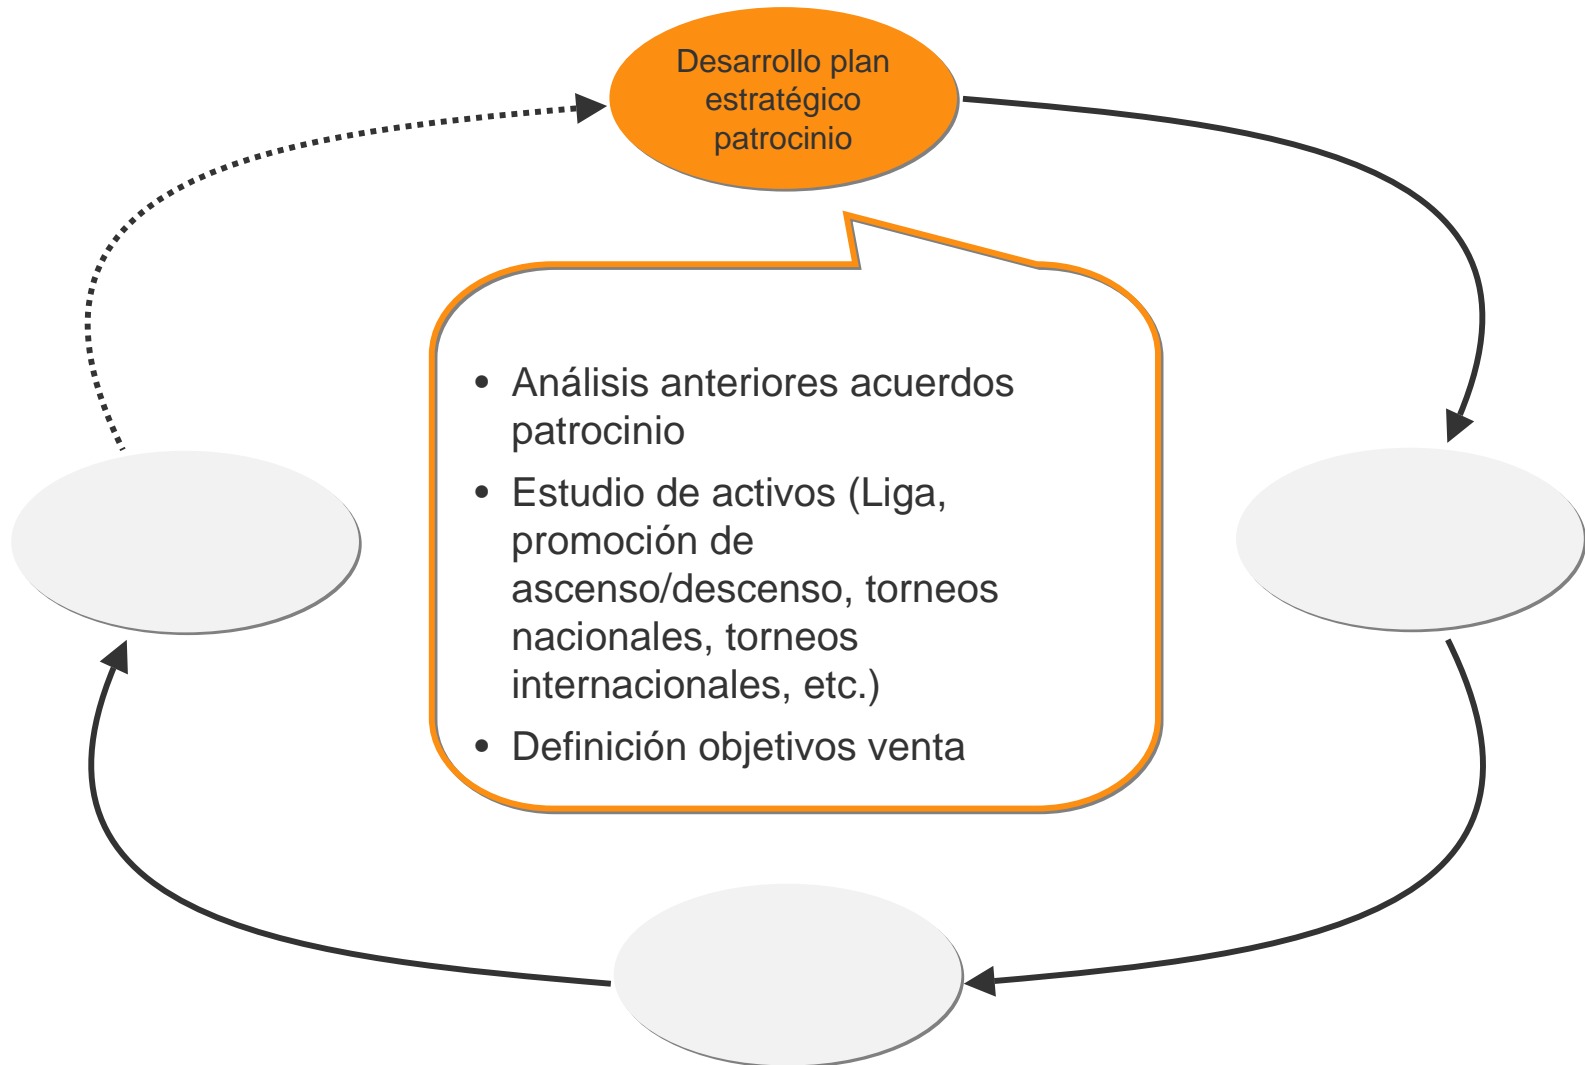 Desarrollo plan
estratégico
patrocinio
• Análisis anteriores acuerdos
patrocinio
• Estudio de activos (Liga,
promoción de
ascenso/descenso, torneos
nacionales, torneos
internacionales, etc.)
• Definición objetivos venta